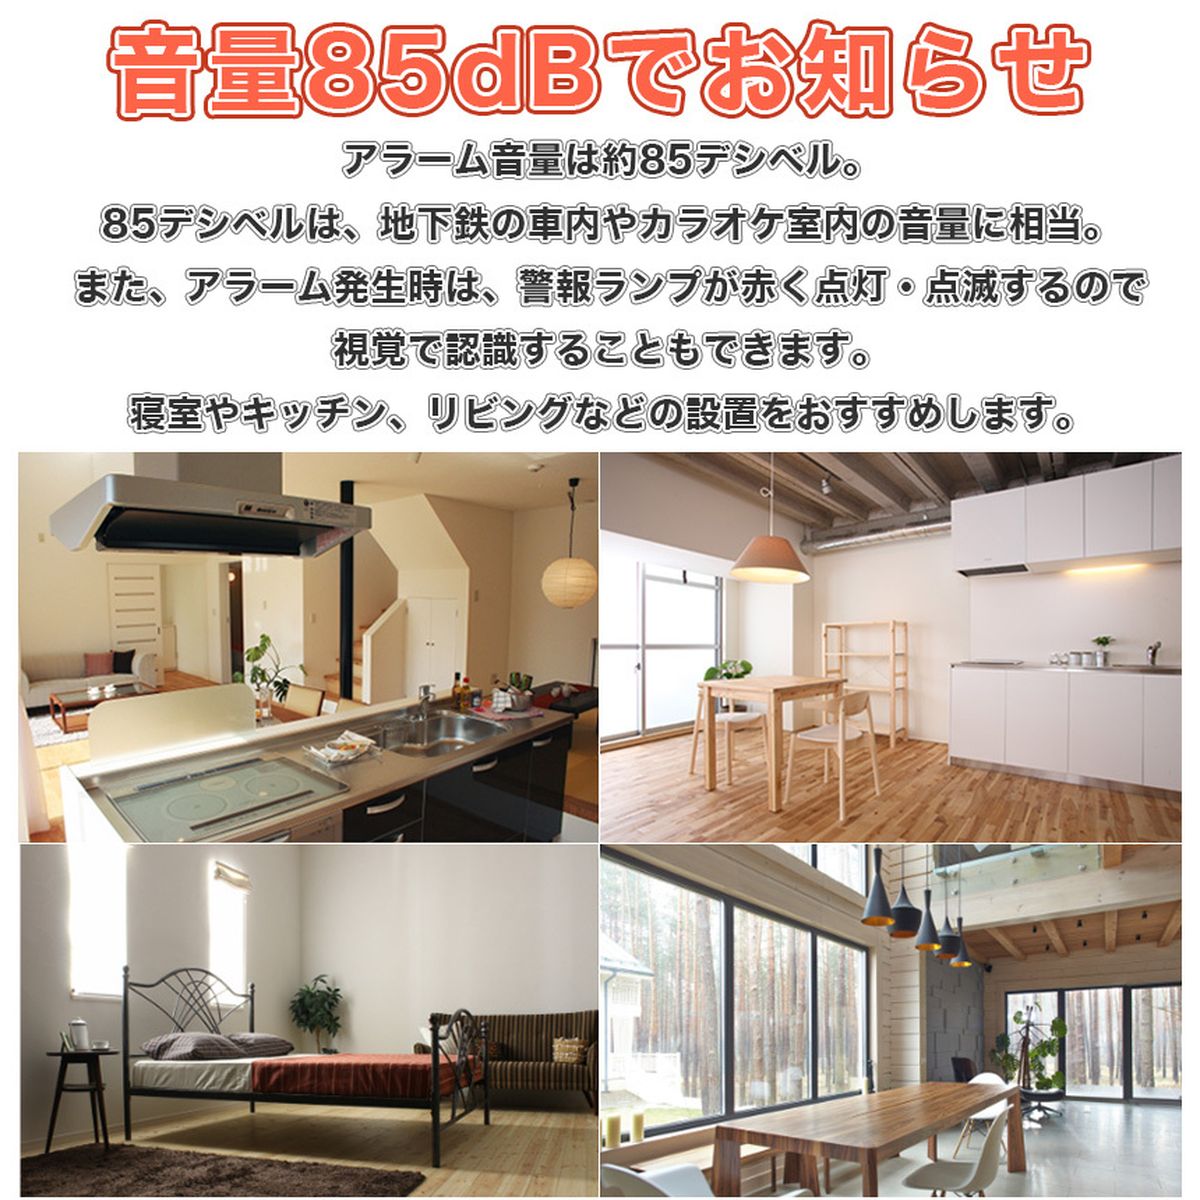 音量85dBでお知らせ
アラーム音量は約85デシベル。
85デシベルは、地下鉄の車内やカラオケ室内の音量に相当。
また、アラーム発生時は、警報ランプが赤く点灯・点滅するので
視覚で認識することもできます。
寝室やキッチン、リビングなどの設置をおすすめします。